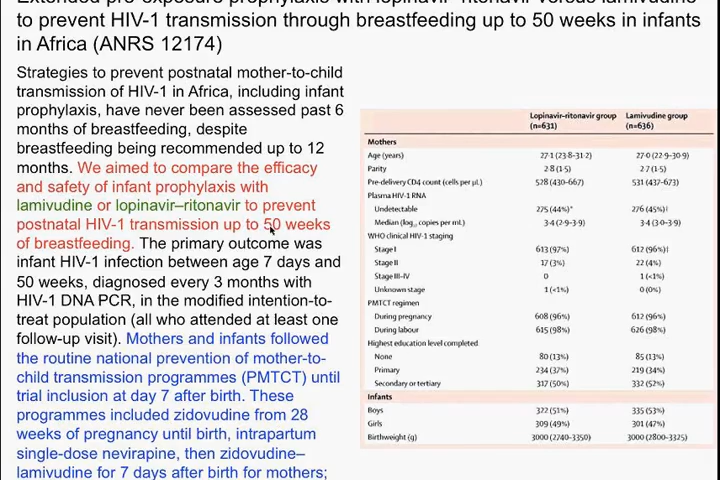 Extended pre-exposure prophylaxis with lopinavir–ritonavir versus lamivudine
to prevent HIV-1 transmission through breastfeeding up to 50 weeks in infants
in Africa (ANRS 12174)
Strategies to prevent postnatal mother-to-child
transmission of HIV-1 in Africa, including infant
prophylaxis, have never been assessed past 6
months of breastfeeding, despite
breastfeeding being recommended up to 12
months. We aimed to compare the efficacy
and safety of infant prophylaxis with
lamivudine or lopinavir–ritonavir to prevent
postnatal HIV-1 transmission up to 50 weeks
of breastfeeding. The primary outcome was
infant HIV-1 infection between age 7 days and
50 weeks, diagnosed every 3 months with
HIV-1 DNA PCR, in the modified intention-to-
treat population (all who attended at least one
follow-up visit). Mothers and infants followed
the routine national prevention of mother-to-
child transmission programmes (PMTCT) until
trial inclusion at day 7 after birth. These
programmes included zidovudine from 28
weeks of pregnancy until birth, intrapartum
single-dose nevirapine, then zidovudine–
lamivudine for 7 days after birth for mothers;
Lopinavir-ritonavir group (n=631) Lamivudine group (n=636)
Mothers
Age (years) 27·1 (23·8–31·2) 27·0 (22·9–30·9)
Parity 2·8 (1·5) 2·7 (1·5)
Pre-delivery CD4 count (cells per μL) 528 (430–667) 531 (437–673)
Plasma HIV-1 RNA
Undetectable 275 (44%)* 276 (45%)†
Median (log10 copies per mL) 3·4 (2·9–3·9) 3·4 (3·0–3·9)
WHO clinical HIV-1 staging
Stage I 613 (97%) 612 (96%)‡
Stage II 17 (3%) 22 (4%)
Stage III–IV 0 1 (<1%)
Unknown stage 1 (<1%) 0 (0%)
PMTCT regimen
During pregnancy 608 (96%) 612 (96%)
During labour 615 (98%) 626 (98%)
Highest education level completed
None 80 (13%) 85 (13%)
Primary 234 (37%) 219 (34%)
Secondary or tertiary 317 (50%) 332 (52%)
Infants
Boys 322 (51%) 335 (53%)
Girls 309 (49%) 301 (47%)
Birthweight (g) 3000 (2740–3350) 3000 (2800–3325)